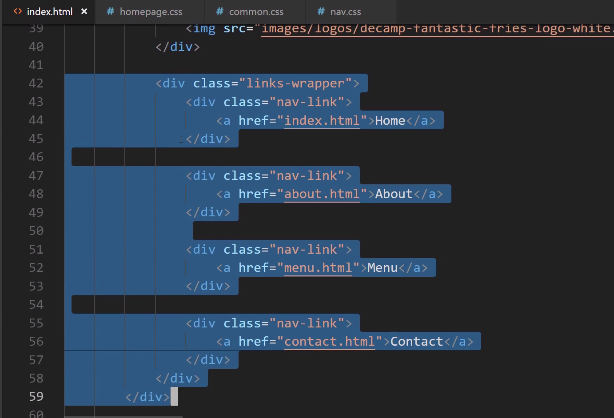 index.html × # homepage.css # common.css # nav.css
39 <img src="images/logos/decamp-fantastic-fries-logo-white.
40 </div>
41
42 <div class="links-wrapper">
43 <div class="nav-link">
44 <a href="index.html">Home</a>
45 </div>
46
47 <div class="nav-link">
48 <a href="about.html">About</a>
49 </div>
50
51 <div class="nav-link">
52 <a href="menu.html">Menu</a>
53 </div>
54
55 <div class="nav-link">
56 <a href="contact.html">Contact</a>
57 </div>
58 </div>
59 </div>
60